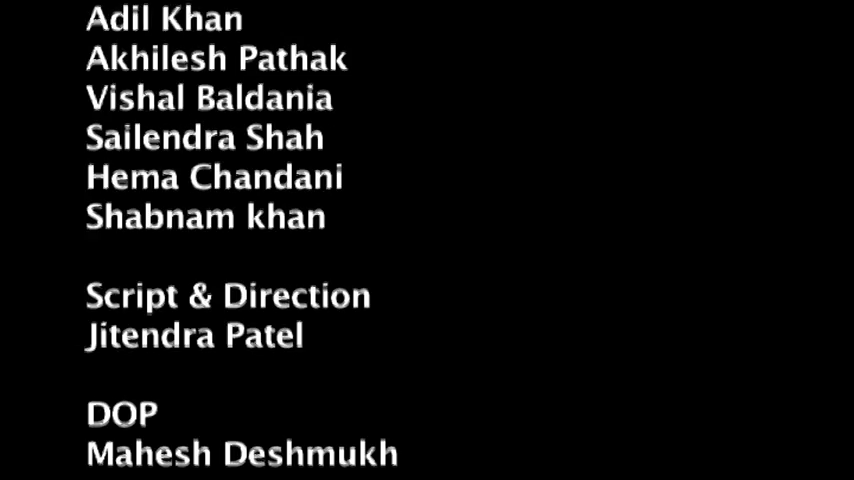 Adil Khan
Akhilesh Pathak
Vishal Baldania
Sailendra Shah
Hema Chandani
Shabnam khan
Script & Direction
Jitendra Patel
DOP
Mahesh Deshmukh